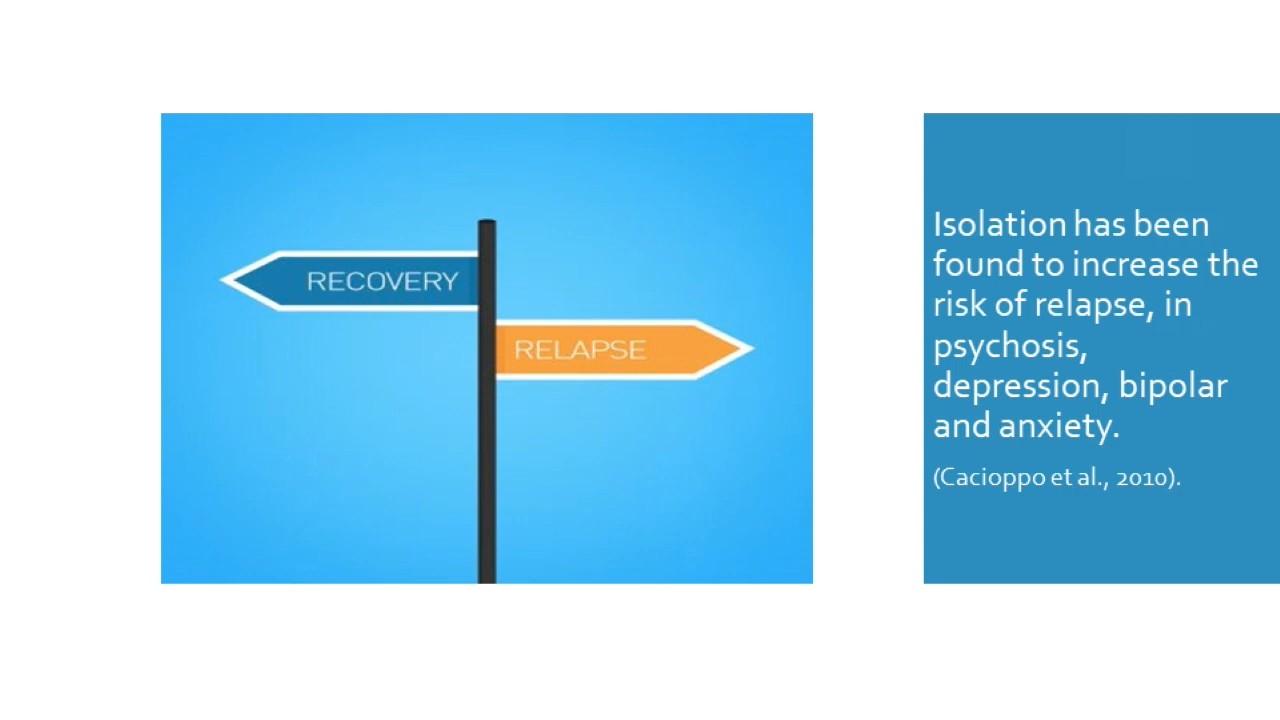 RECOVERY
RELAPSE
Isolation has been
found to increase the
risk of relapse, in
psychosis,
depression, bipolar
and anxiety.
(Cacioppo et al., 2010).